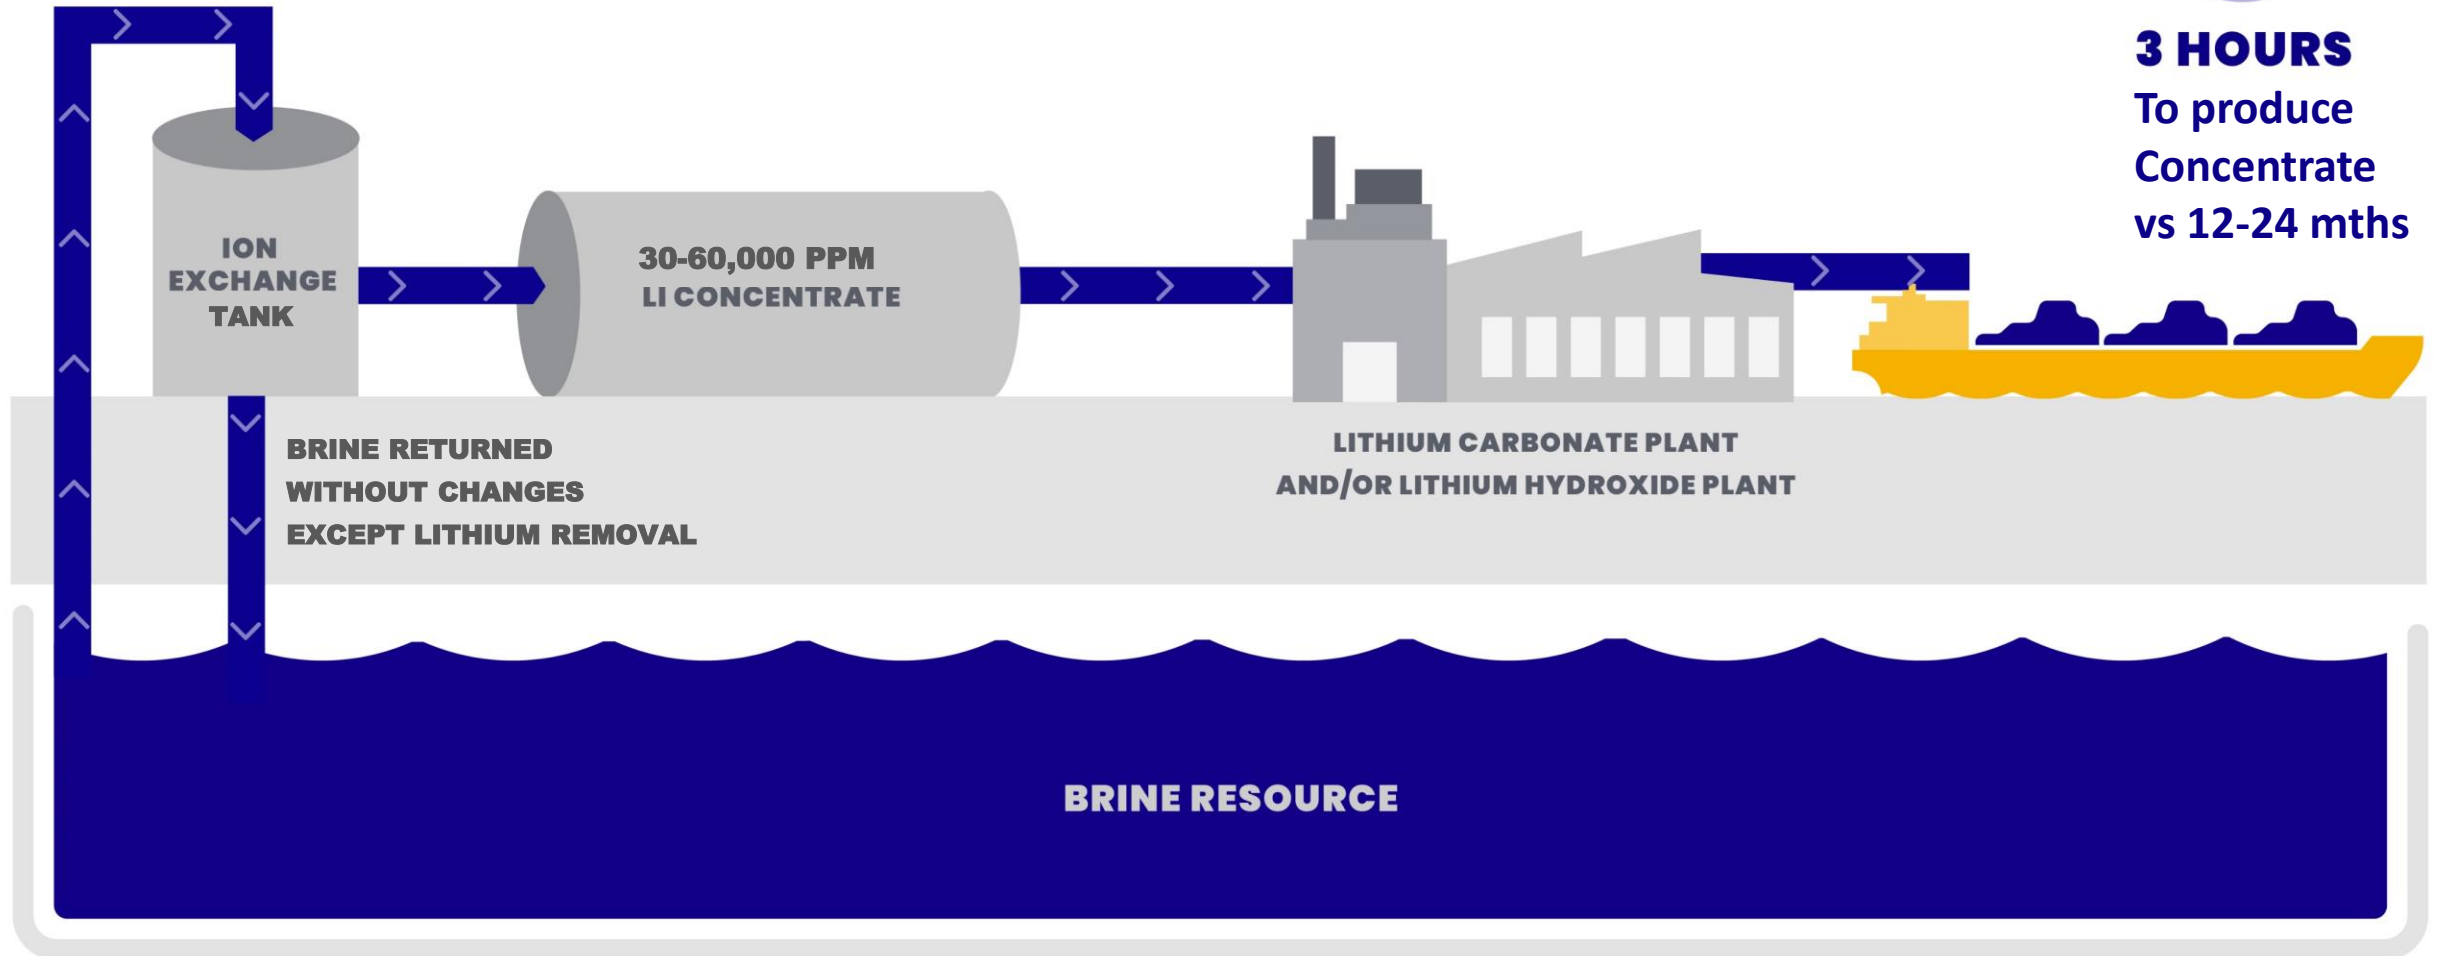 3 HOURS
To produce
Concentrate
vs 12-24 mths
ION
EXCHANGE
TANK
30-60,000 PPM
LI CONCENTRATE
BRINE RETURNED
WITHOUT CHANGES
EXCEPT LITHIUM REMOVAL
LITHIUM CARBONATE PLANT
AND/OR LITHIUM HYDROXIDE PLANT
BRINE RESOURCE